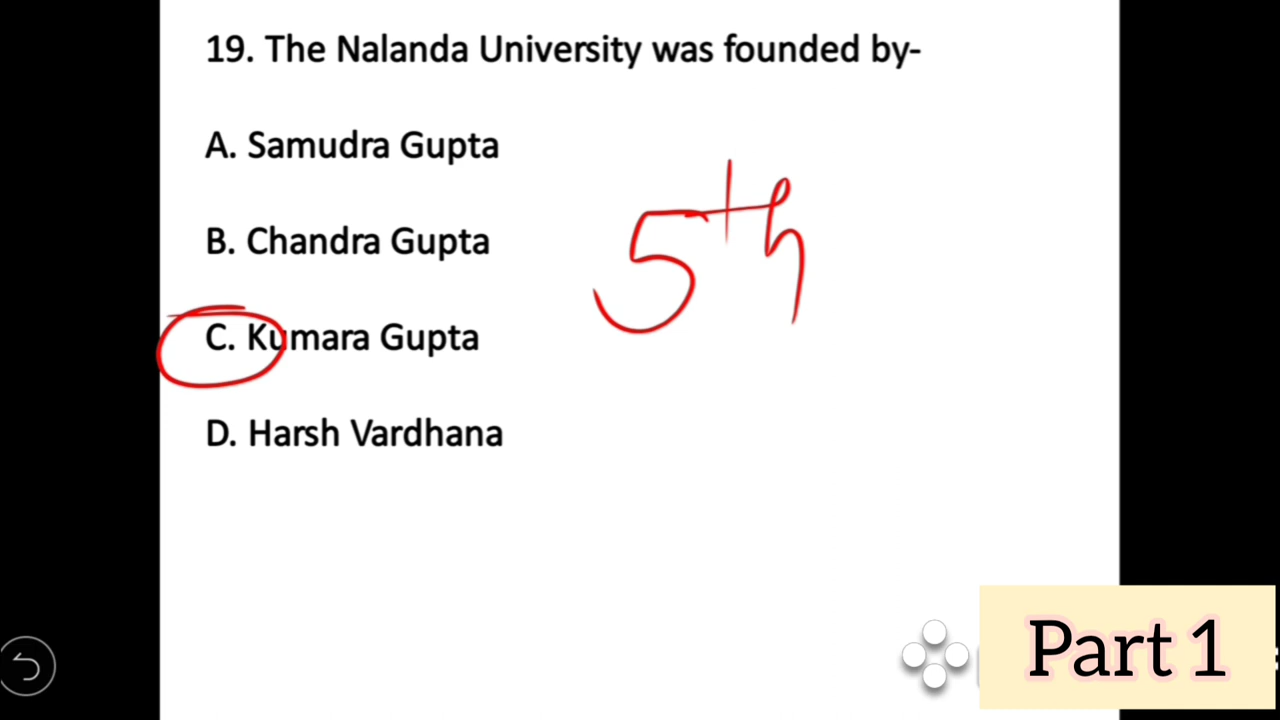 19. The Nalanda University was founded by-
A. Samudra Gupta
B. Chandra Gupta
5th
C. Kumara Gupta
D. Harsh Vardhana
Part 1